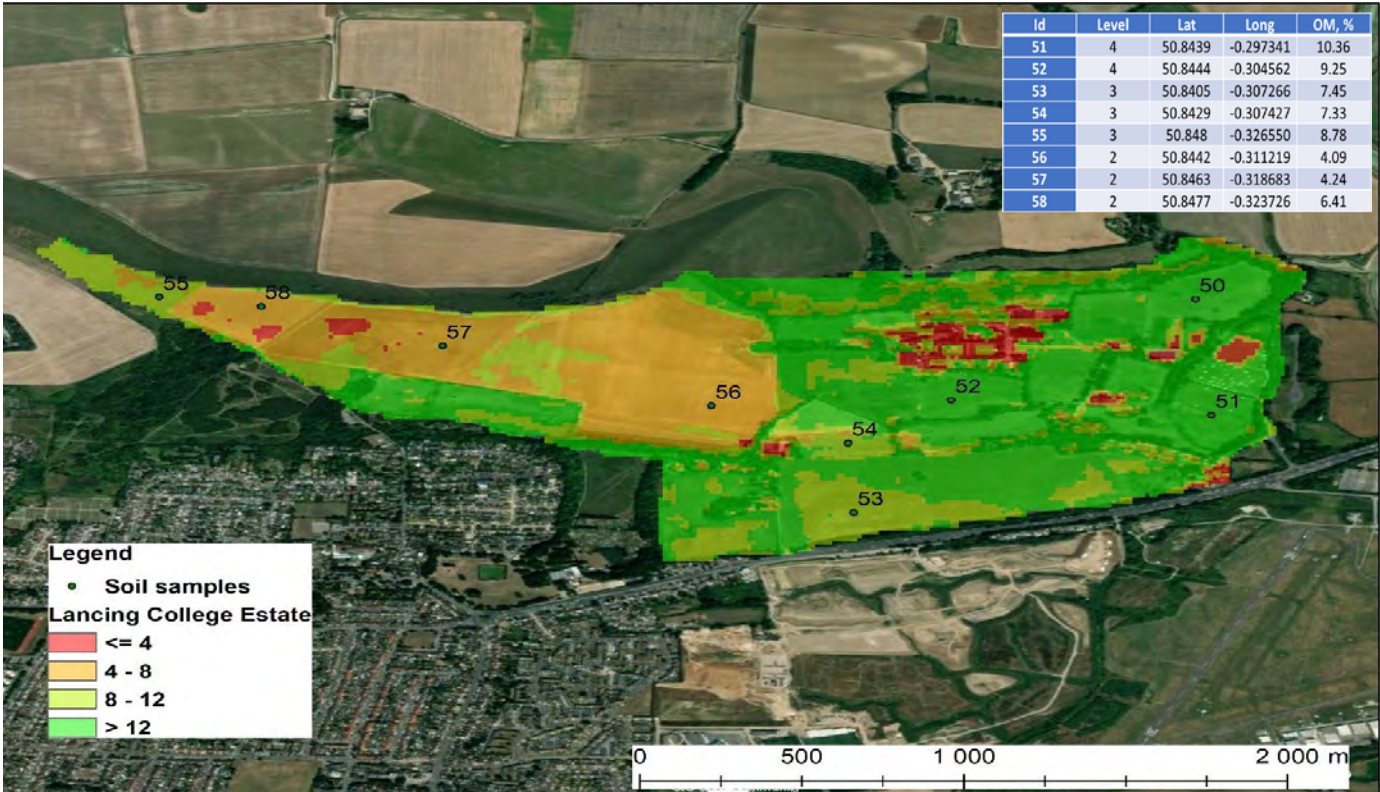 Id Level Lat Long OM, %
51 4 50.8439 -0.297341 10.36
52 4 50.8444 -0.304562 9.25
53 3 50.8405 -0.307266 7.45
54 3 50.8429 -0.307427 7.33
55 3 50.848 -0.326550 8.78
56 2 50.8442 -0.311219 4.09
57 2 50.8463 -0.318683 4.24
58 2 50.8477 -0.323726 6.41
55
58
50
57
52
56
51
54
53
Legend
Soil samples
Lancing College Estate
<= 4
4 - 8
8 - 12
> 12
0 500 1 000 2 000 m